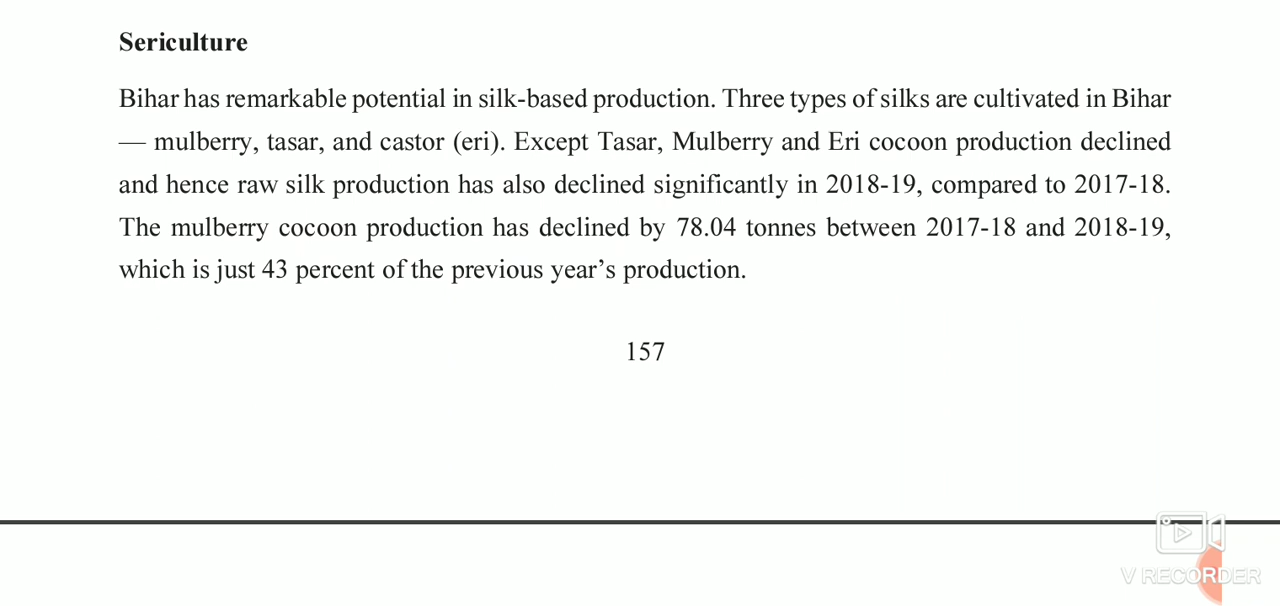 Sericulture
Bihar has remarkable potential in silk-based production. Three types of silks are cultivated in Bihar
— mulberry, tasar, and castor (eri). Except Tasar, Mulberry and Eri cocoon production declined
and hence raw silk production has also declined significantly in 2018-19, compared to 2017-18.
The mulberry cocoon production has declined by 78.04 tonnes between 2017-18 and 2018-19,
which is just 43 percent of the previous year’s production.
157
V RECORDER